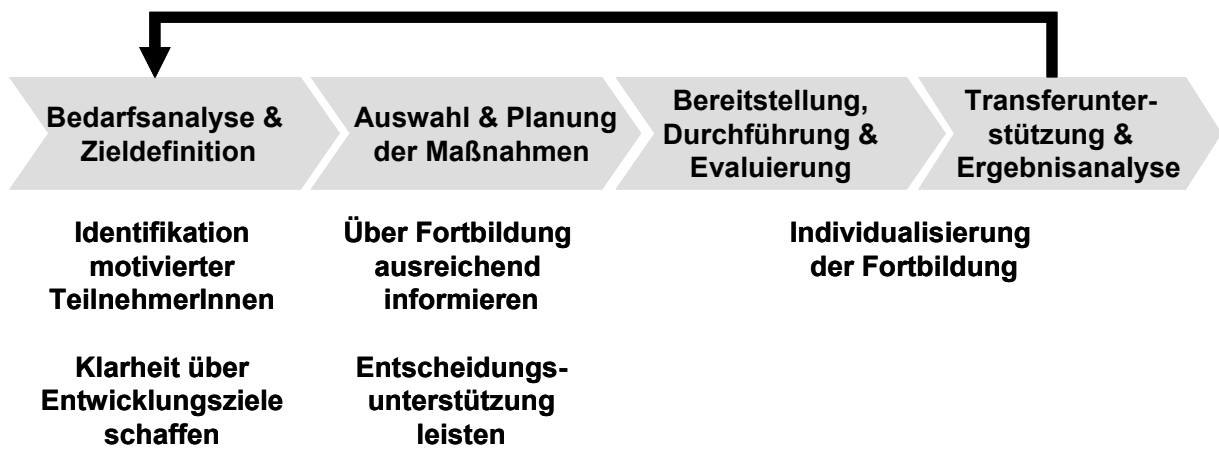 Bedarfsanalyse &
Zieldefinition
Auswahl & Planung
der Maßnahmen
Bereitstellung,
Durchführung &
Evaluierung
Transferunter-
stützung &
Ergebnisanalyse
Identifikation
motivierter
TeilnehmerInnen
Klarheit über
Entwicklungsziele
schaffen
Über Fortbildung
ausreichend
informieren
Entscheidungs-
unterstützung
leisten
Individualisierung
der Fortbildung